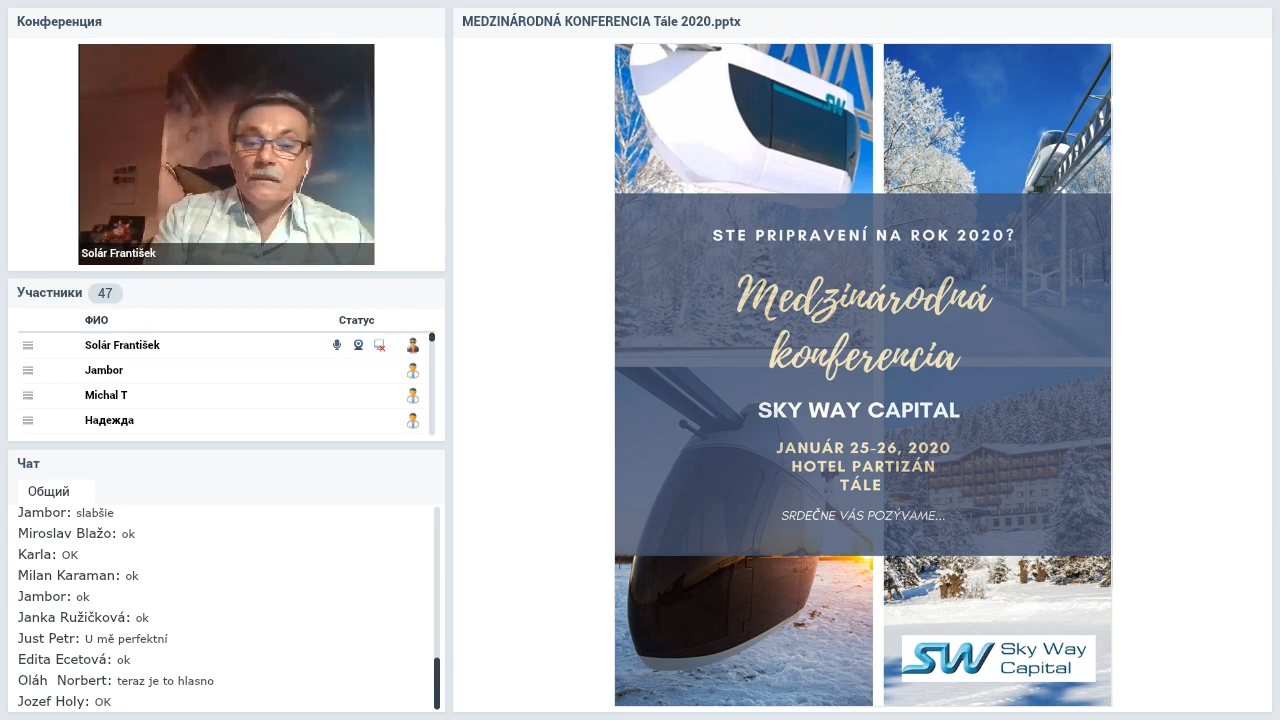 Конференция
Solár František
Участники 47
ФИО Статус
Solár František
Jambor
Michal T
Надежда
Чат
Общий
Jambor: slabšie
Miroslav Blažo: ok
Karla: OK
Milan Karaman: ok
Jambor: ok
Janka Ružičková: ok
Just Petr: U mě perfektní
Edita Ecetová: ok
Oláh Norbert: teraz je to hlasno
Jozef Holy: OK
MEDZINÁRODNÁ KONFERENCIA Tále 2020.pptx
SW
STE PRIPRAVENÍ NA ROK 2020?
Medzinárodná
konferencia
SKY WAY CAPITAL
JANUÁR 25-26, 2020
HOTEL PARTIZÁN
TÁLE
SRDEČNE VÁS POZÝVAME...
SW Sky Way
Capital